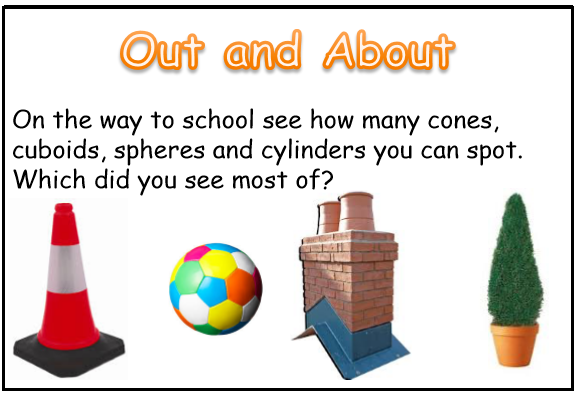 Out and About
On the way to school see how many cones,
cuboids, spheres and cylinders you can spot.
Which did you see most of?